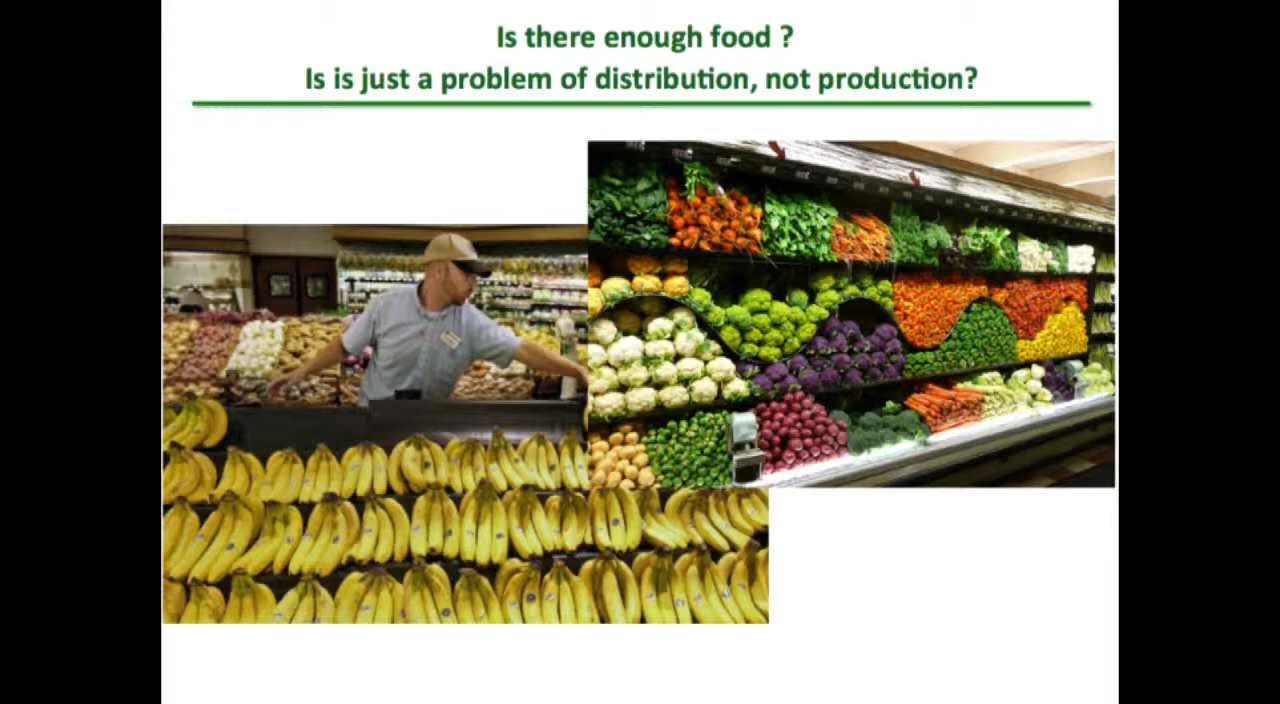 Is there enough food ?
Is is just a problem of distribution, not production?